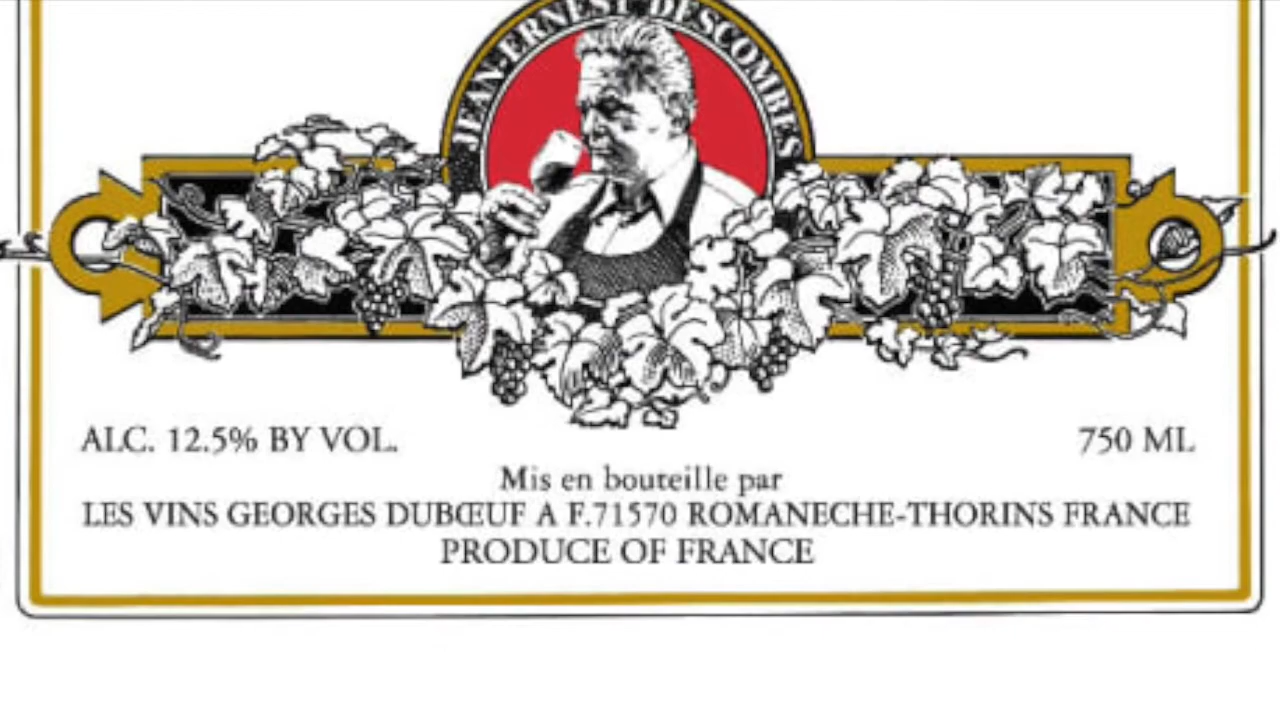 JEAN-ERNEST DESCOMBES
ALC. 12.5% BY VOL.
750 ML
Mis en bouteille par
LES VINS GEORGES DUBŒUF A F.71570 ROMANECHE-THORINS FRANCE
PRODUCE OF FRANCE